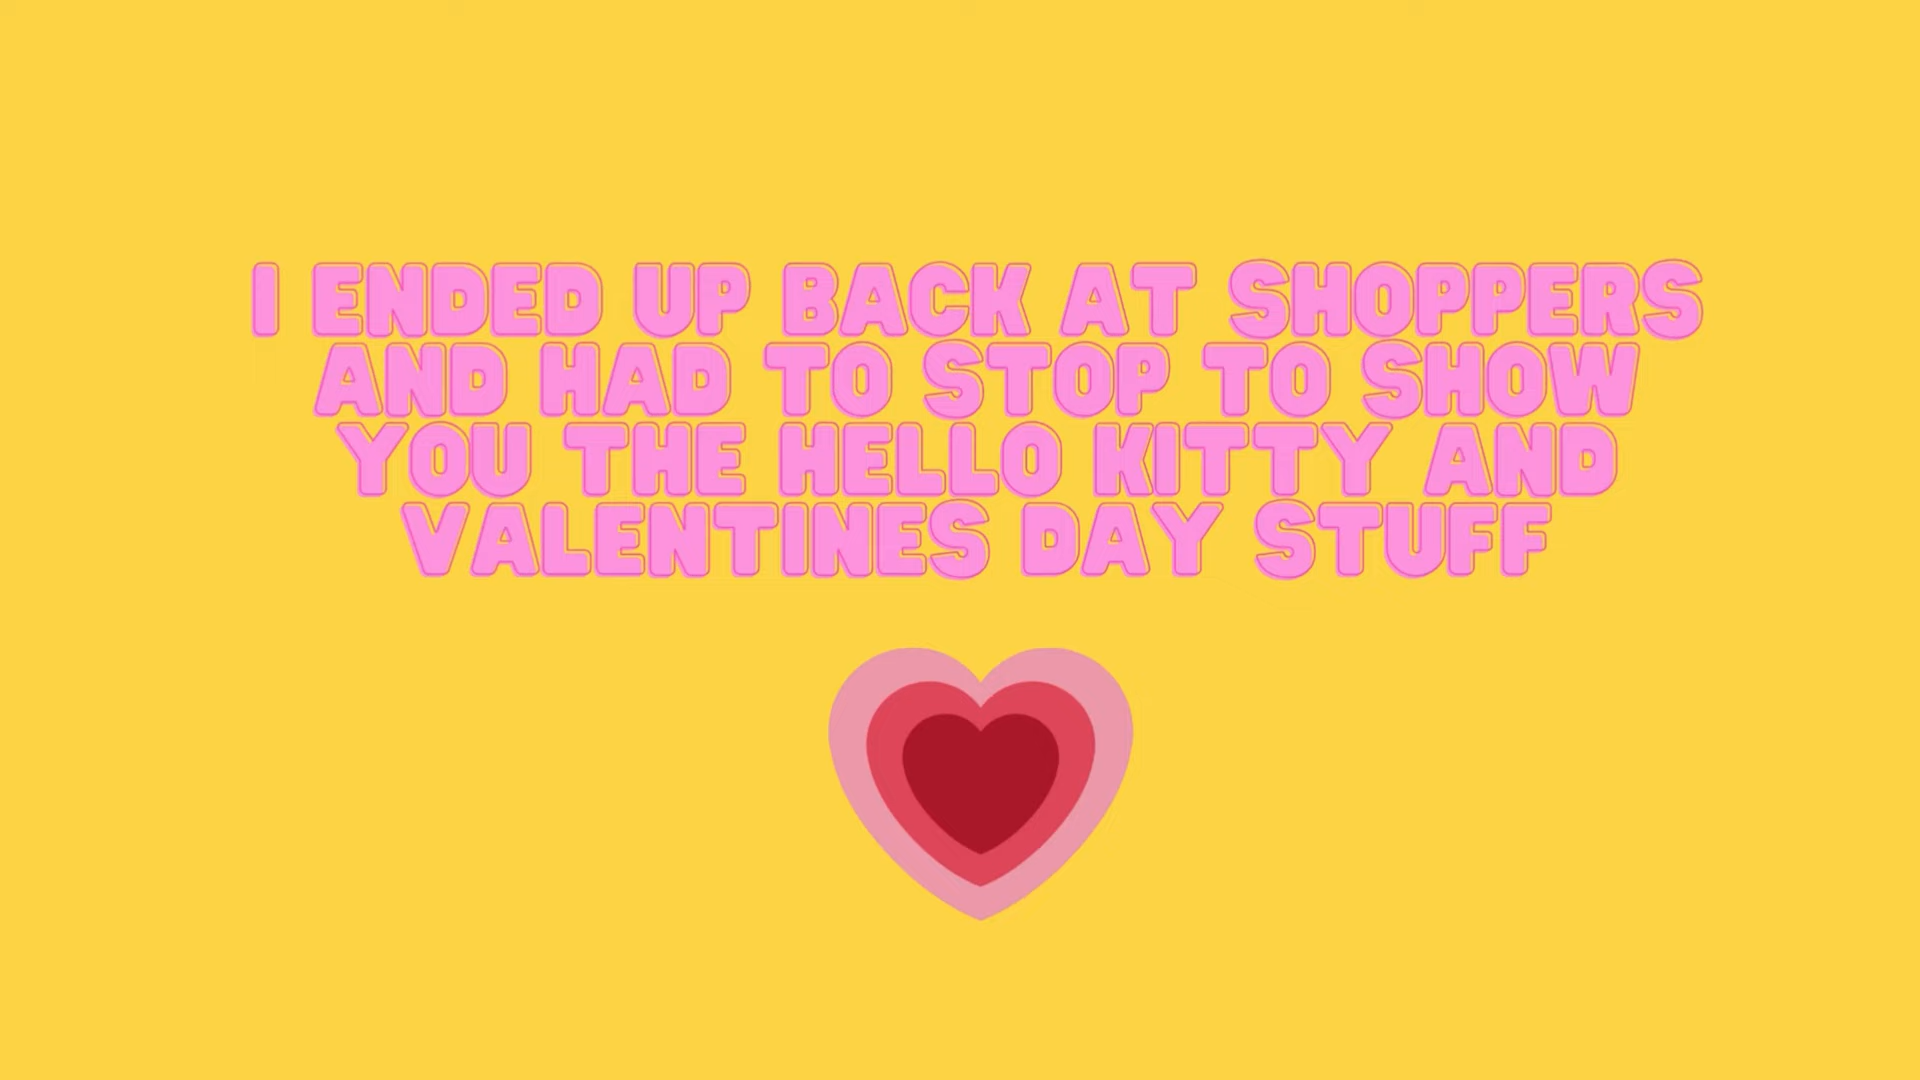 I ENDED UP BACK AT SHOPPERS
AND HAD TO STOP TO SHOW
YOU THE HELLO KITTY AND
VALENTINES DAY STUFF